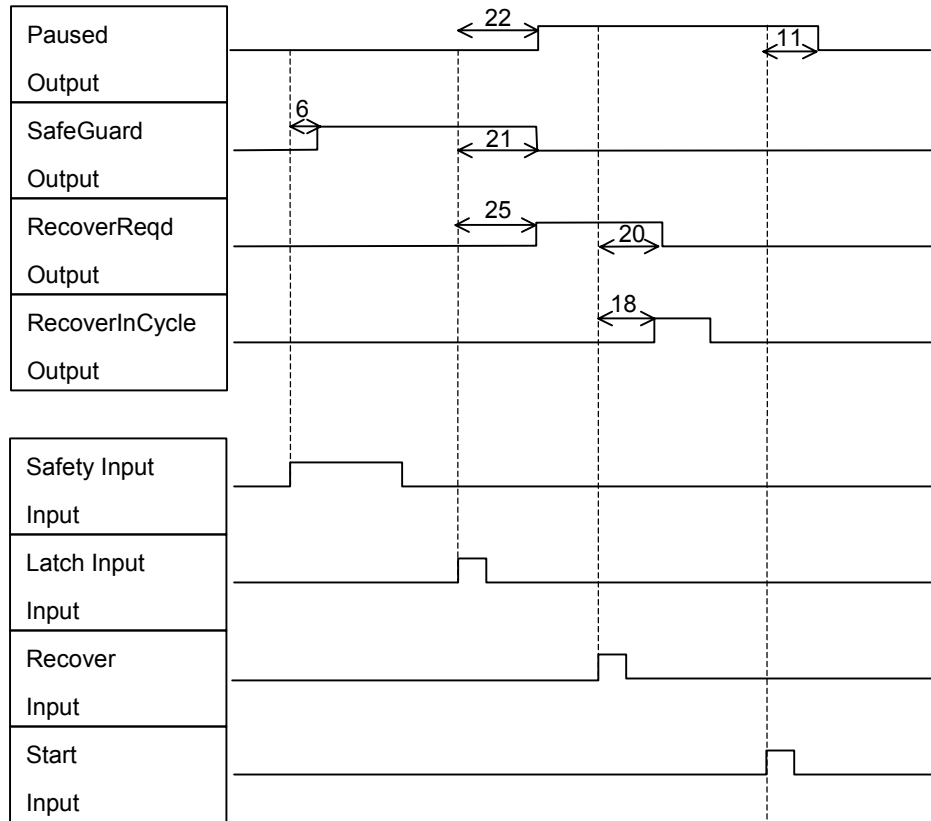 Paused
Output
22
11
SafeGuard
Output
6
21
RecoverReqd
Output
25
20
RecoverInCycle
Output
18
Safety Input
Input
Latch Input
Input
Recover
Input
Start
Input